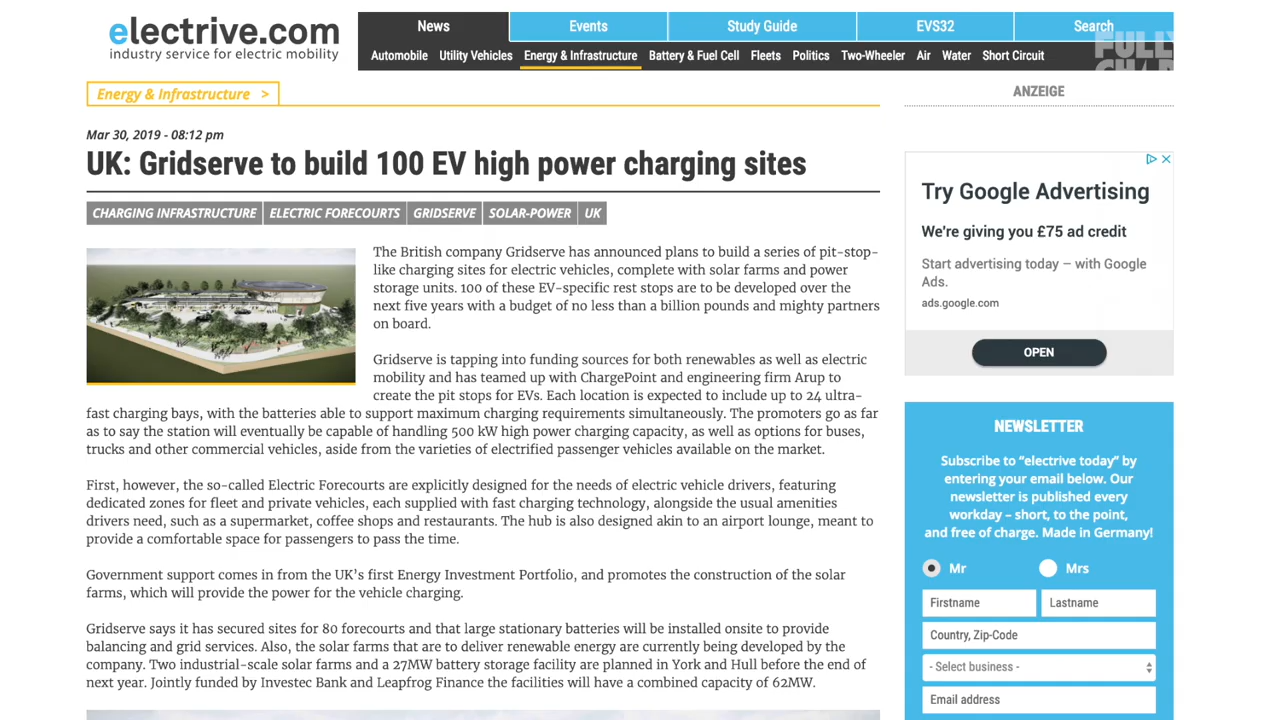 electrive.com
industry service for electric mobility
News
Events
Study Guide
EVS32
Search
Automobile
Utility Vehicles
Energy & Infrastructure
Battery & Fuel Cell
Fleets
Politics
Two-Wheeler
Air
Water
Short Circuit
FULLY
Energy & Infrastructure >
ANZEIGE
Mar 30, 2019 - 08:12 pm
UK: Gridserve to build 100 EV high power charging sites
CHARGING INFRASTRUCTURE
ELECTRIC FORECOURTS
GRIDSERVE
SOLAR-POWER
UK
The British company Gridserve has announced plans to build a series of pit-stop-
like charging sites for electric vehicles, complete with solar farms and power
storage units. 100 of these EV-specific rest stops are to be developed over the
next five years with a budget of no less than a billion pounds and mighty partners
on board.
Gridserve is tapping into funding sources for both renewables as well as electric
mobility and has teamed up with ChargePoint and engineering firm Arup to
create the pit stops for EVs. Each location is expected to include up to 24 ultra-
fast charging bays, with the batteries able to support maximum charging requirements simultaneously. The promoters go as far
as to say the station will eventually be capable of handling 500 kW high power charging capacity, as well as options for buses,
trucks and other commercial vehicles, aside from the varieties of electrified passenger vehicles available on the market.
First, however, the so-called Electric Forecourts are explicitly designed for the needs of electric vehicle drivers, featuring
dedicated zones for fleet and private vehicles, each supplied with fast charging technology, alongside the usual amenities
drivers need, such as a supermarket, coffee shops and restaurants. The hub is also designed akin to an airport lounge, meant to
provide a comfortable space for passengers to pass the time.
Government support comes in from the UK's first Energy Investment Portfolio, and promotes the construction of the solar
farms, which will provide the power for the vehicle charging.
Gridserve says it has secured sites for 80 forecourts and that large stationary batteries will be installed onsite to provide
balancing and grid services. Also, the solar farms that are to deliver renewable energy are currently being developed by the
company. Two industrial-scale solar farms and a 27MW battery storage facility are planned in York and Hull before the end of
next year. Jointly funded by Investec Bank and Leapfrog Finance the facilities will have a combined capacity of 62MW.
Try Google Advertising
We're giving you £75 ad credit
Start advertising today – with Google
Ads.
ads.google.com
OPEN
NEWSLETTER
Subscribe to "electrive today" by
entering your email below. Our
newsletter is published every
workday – short, to the point,
and free of charge. Made in Germany!
Mr
Mrs
Firstname
Lastname
Country, Zip-Code
- Select business -
Email address